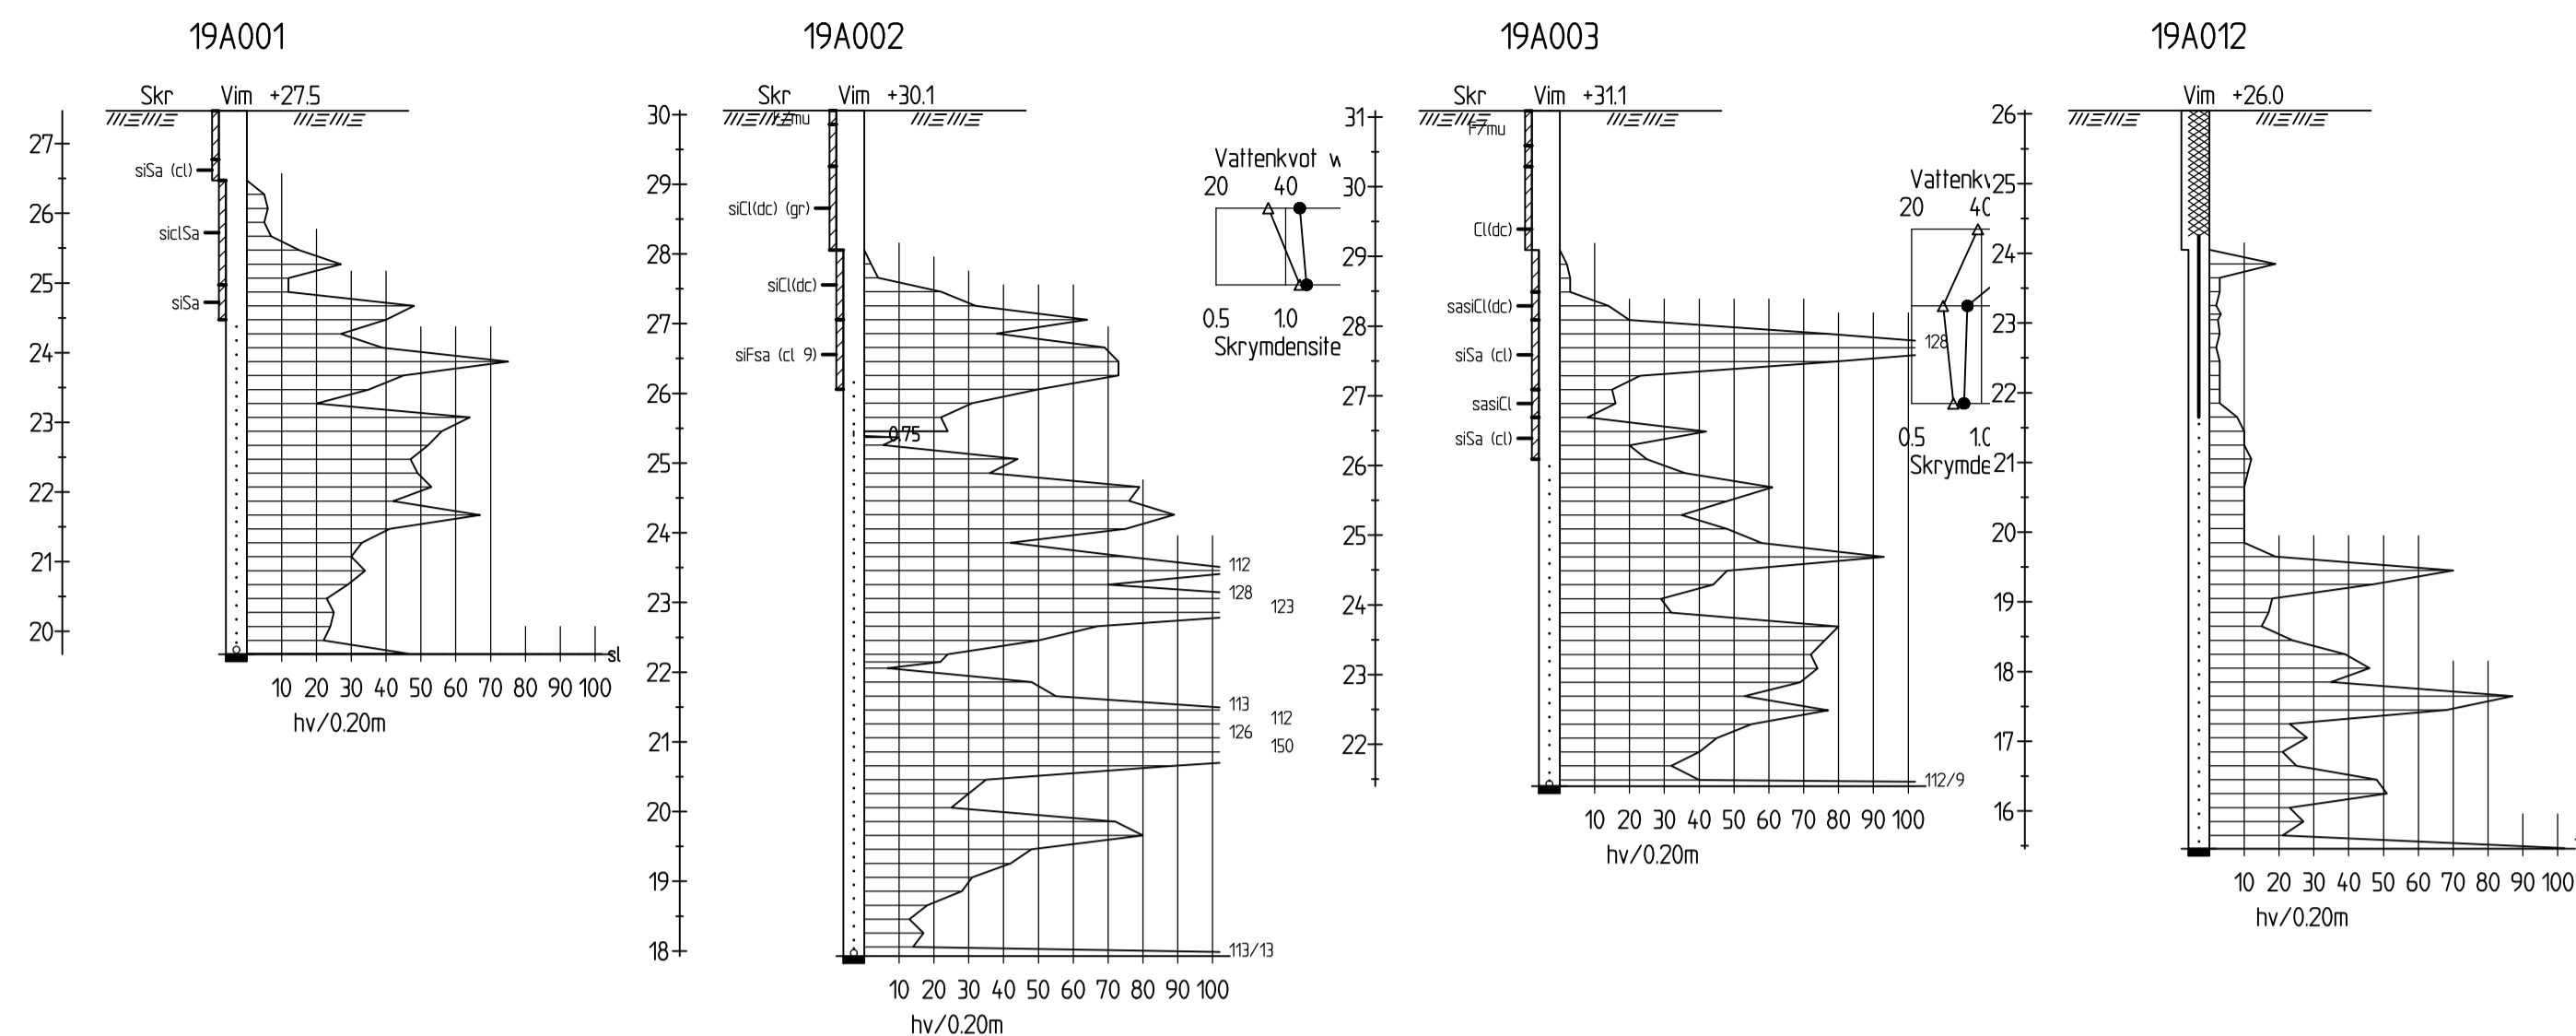 19A001
Skr Vim +27.5
27
siSa (cl)
26
siclSa
25
siSa
24
23
22
21
20
sl
10 20 30 40 50 60 70 80 90 100
hv/0.20m
19A002
Skr Vim +30.1
30
F/mu
29
siCl(dc) (gr)
28
siCl(dc)
27
siFsa (cl 9)
26
0.75
25
24
112
128
123
23
22
113
112
126
150
21
20
19
18
113/13
10 20 30 40 50 60 70 80 90 100
hv/0.20m
Vattenkvot w
20 40
0.5 1.0
Skrymdensite
19A003
Skr Vim +31.1
31
F/mu
30
Cl(dc)
29
sasiCl(dc)
28
128
siSa (cl)
27
sasiCl
siSa (cl)
26
25
24
23
22
112/9
10 20 30 40 50 60 70 80 90 100
hv/0.20m
Vattenkv
20 40
0.5 1.0
Skrymde
19A012
Vim +26.0
26
25
24
23
22
21
20
19
18
17
16
10 20 30 40 50 60 70 80 90 100
hv/0.20m